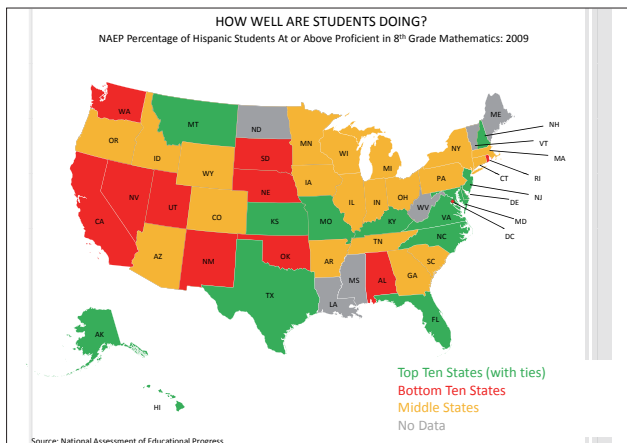 HOW WELL ARE STUDENTS DOING?
NAEP Percentage of Hispanic Students At or Above Proficient in 8th Grade Mathematics: 2009
WA
MT
ND
ME
NH
VT
MA
OR
ID
MN
WI
MI
NY
SD
WY
IA
PA
CT
RI
NJ
DE
NE
NV
UT
CO
IL
IN
OH
WV
VA
MD
DC
CA
KS
MO
KY
NC
TN
AZ
NM
OK
AR
SC
GA
AL
MS
TX
LA
FL
AK
HI
Top Ten States (with ties)
Bottom Ten States
Middle States
No Data
Source: National Assessment of Educational Progress